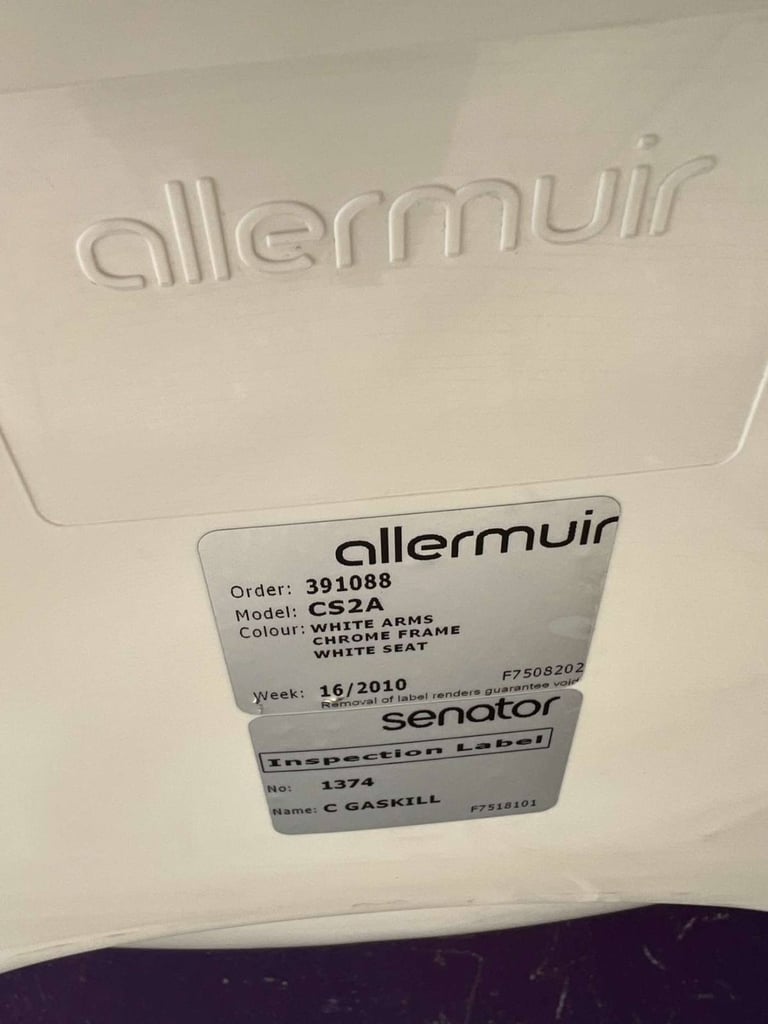 allermuir
allermuir
Order: 391088
Model: CS2A
Colour: WHITE ARMS
CHROME FRAME
WHITE SEAT
F7508202
Week: 16/2010
Removal of label renders guarantee void
senator
Inspection Label
No: 1374
Name: C GASKILL F7518101